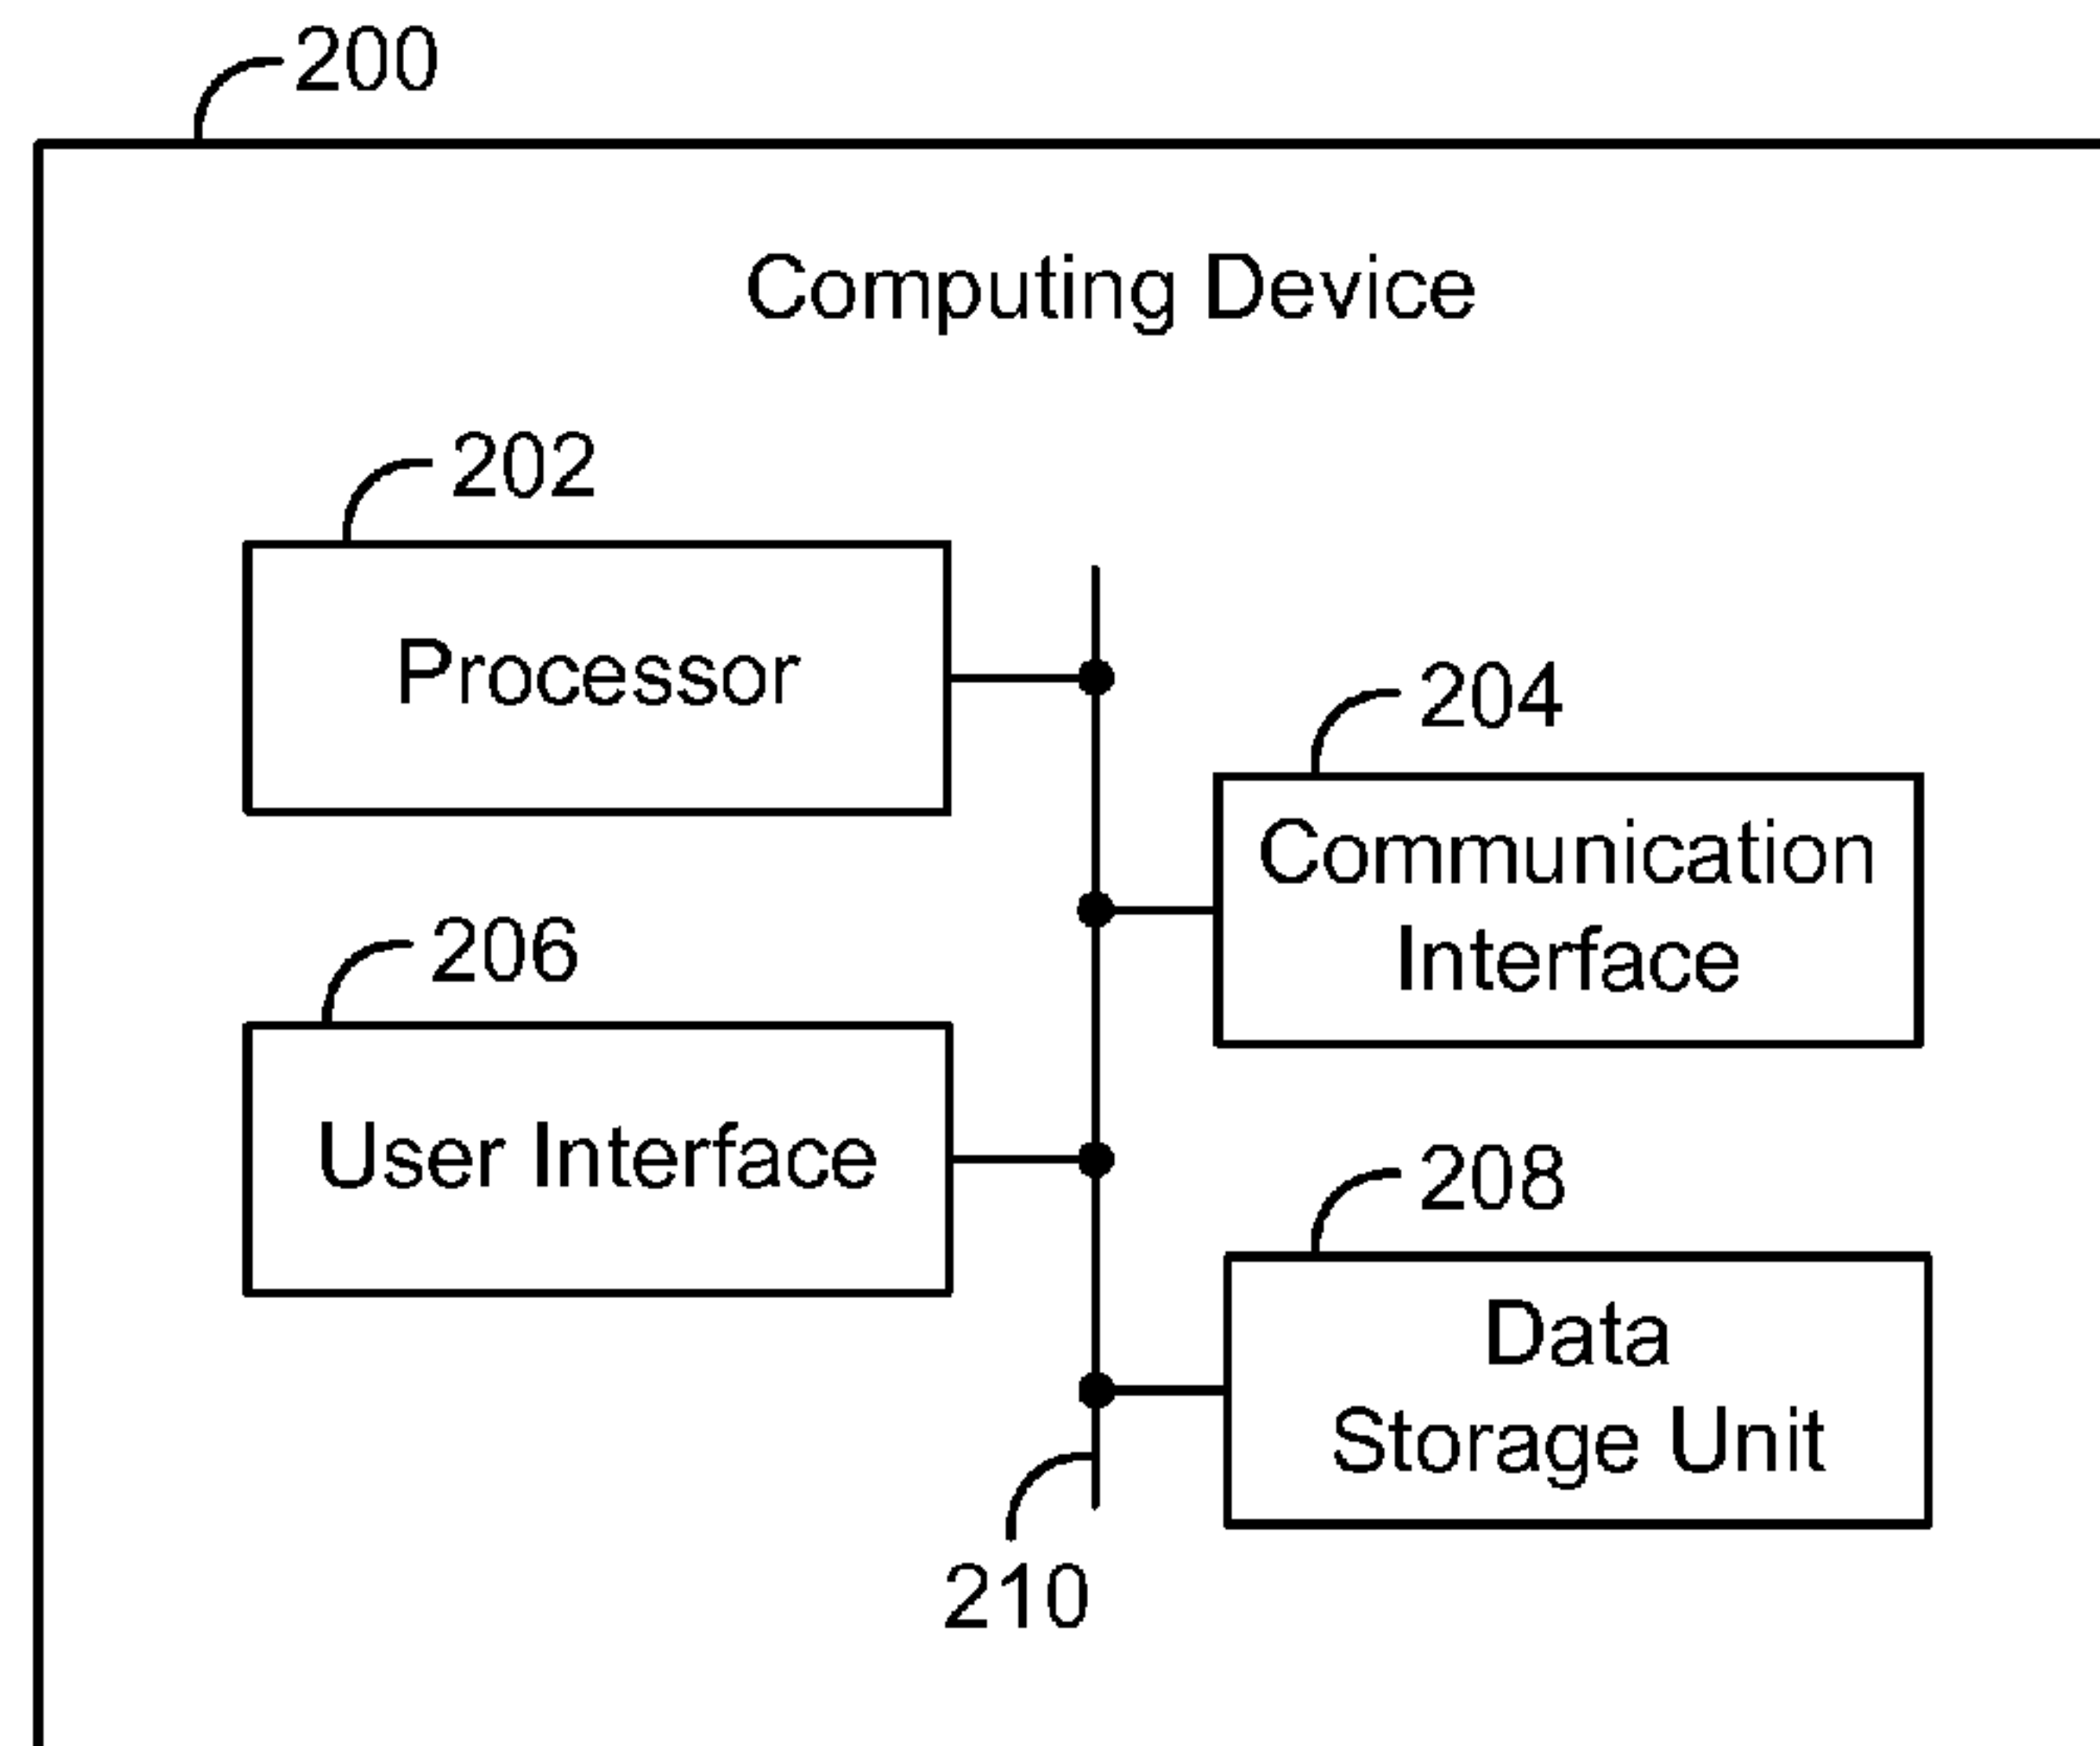 200
Computing Device
202
Processor
204
Communication
Interface
206
User Interface
208
Data
Storage Unit
210